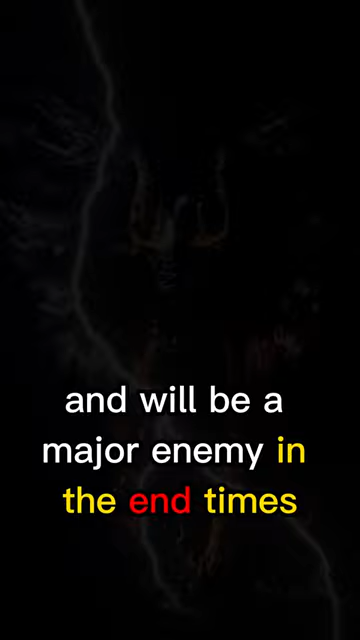 and will be a
major enemy in
the end times